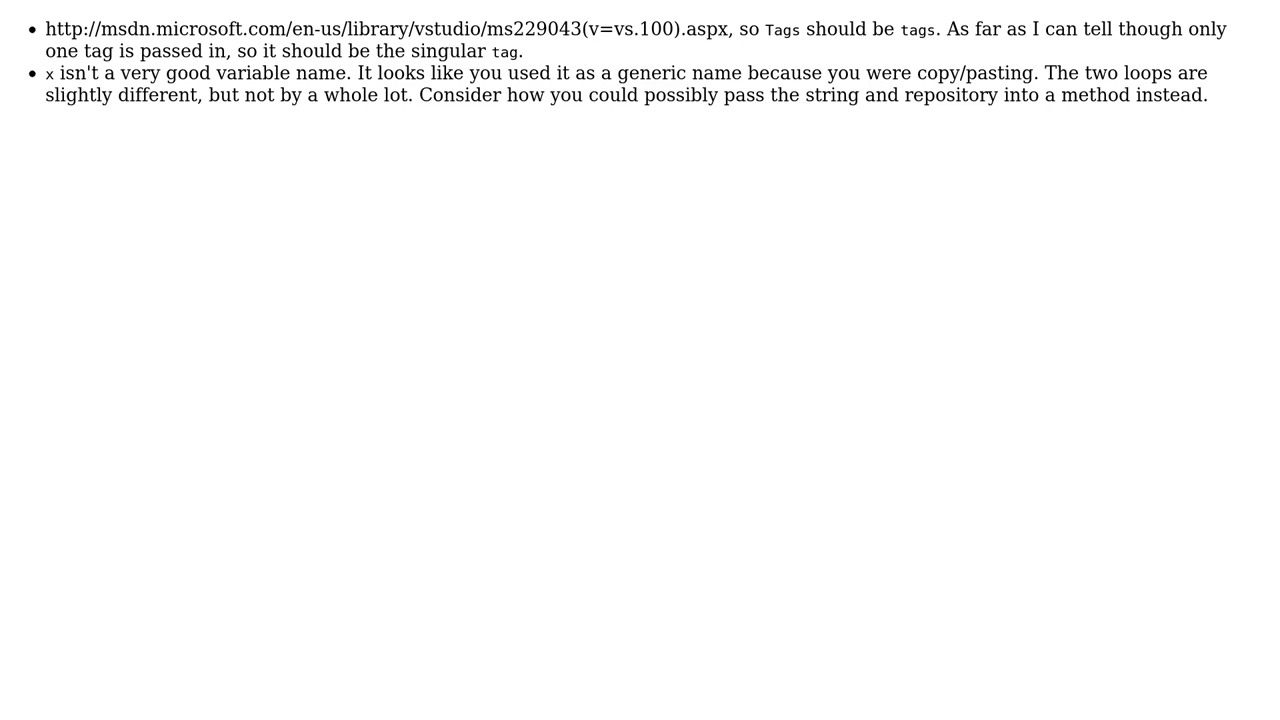 • http://msdn.microsoft.com/en-us/library/vstudio/ms229043(v=vs.100).aspx, so Tags should be tags. As far as I can tell though only
one tag is passed in, so it should be the singular tag.
• x isn't a very good variable name. It looks like you used it as a generic name because you were copy/pasting. The two loops are
slightly different, but not by a whole lot. Consider how you could possibly pass the string and repository into a method instead.